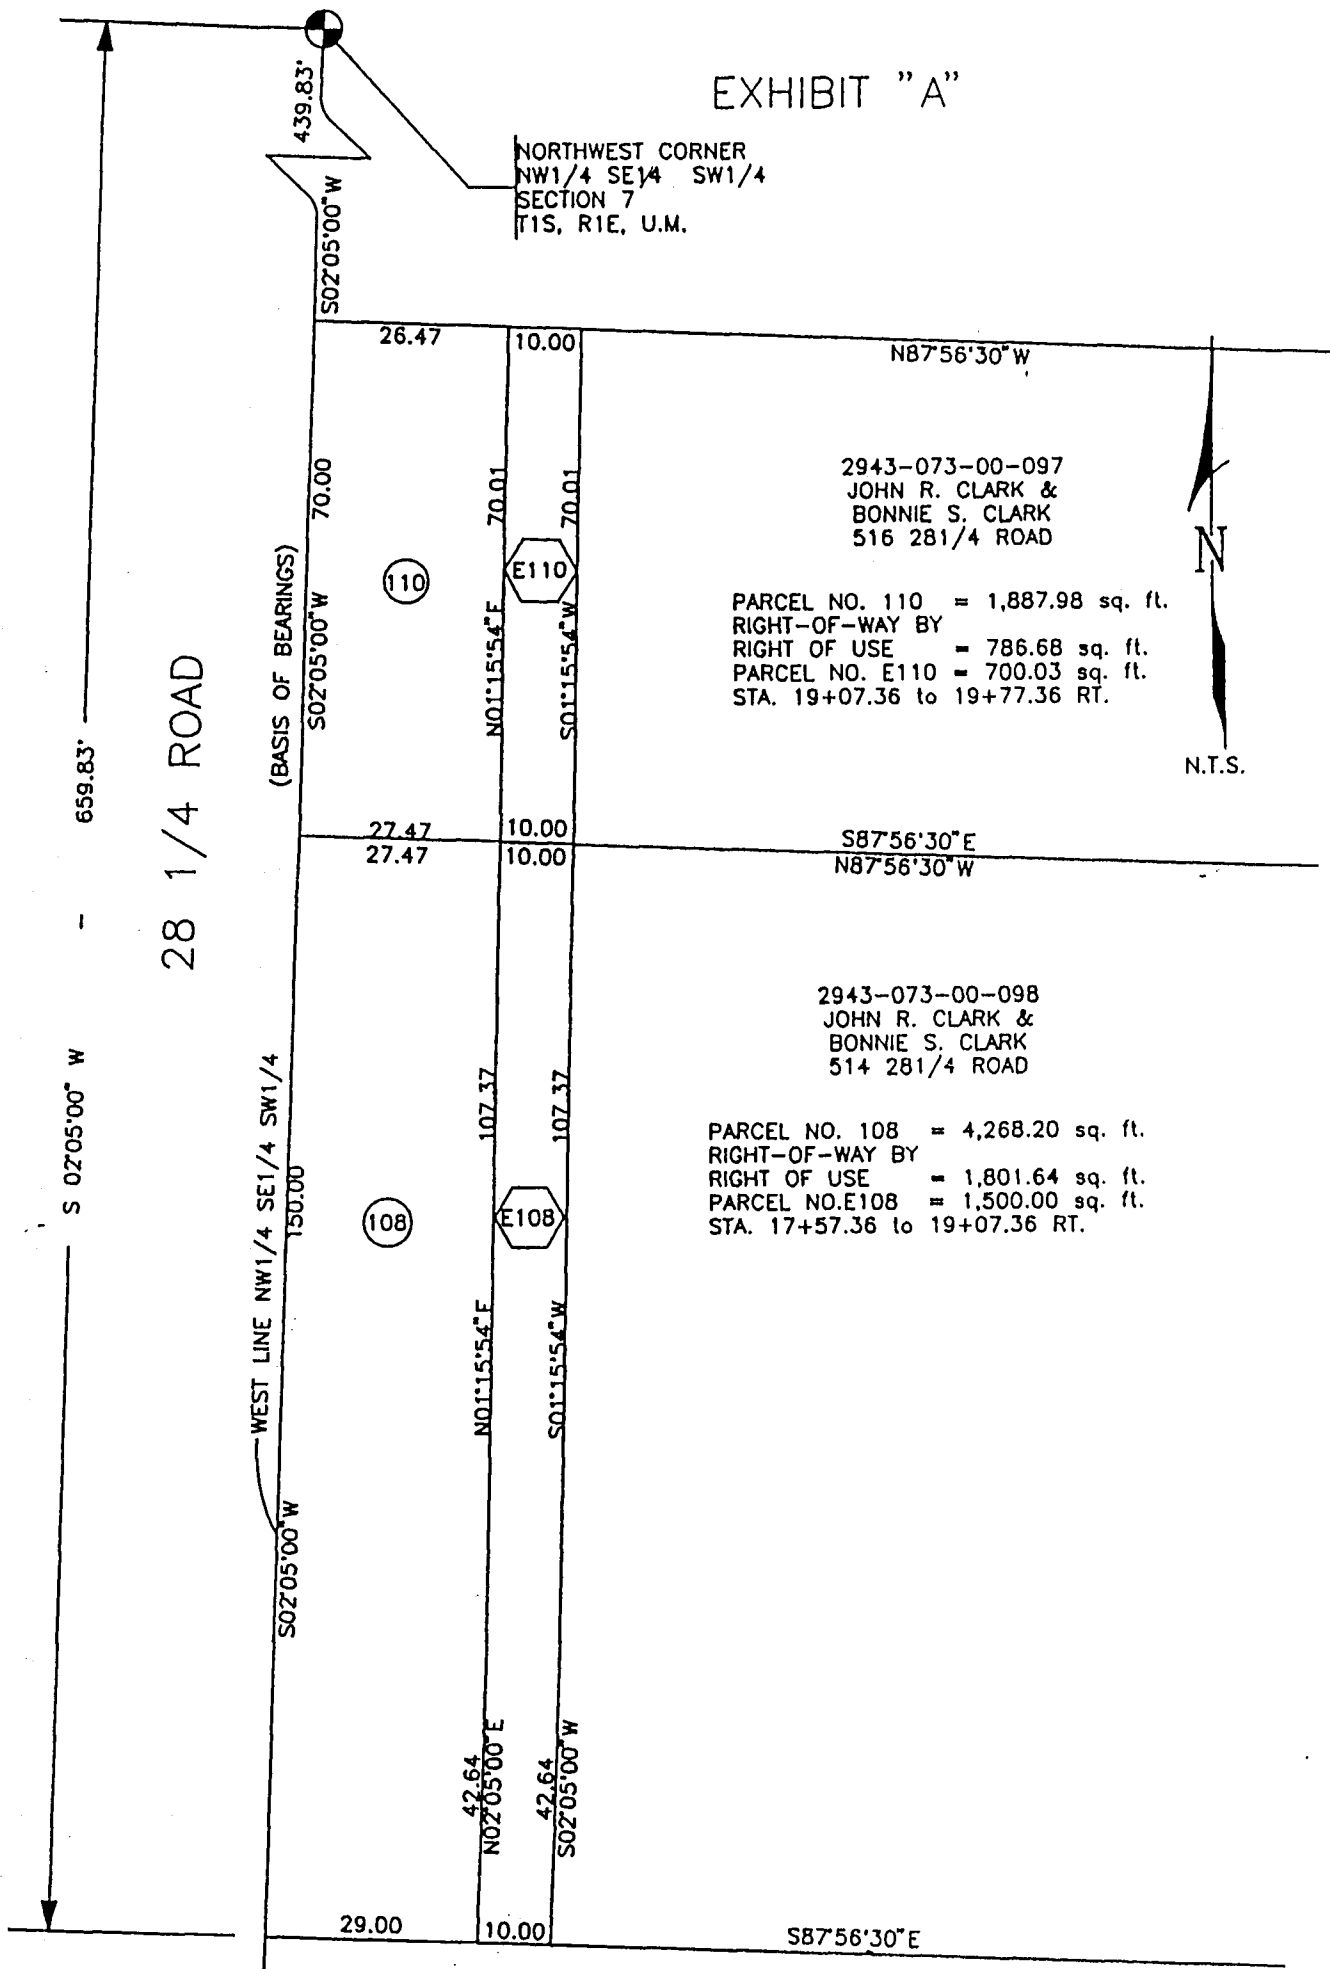 EXHIBIT "A"
439.83'
NORTHWEST CORNER
NW1/4 SE1/4 SW1/4
SECTION 7
T1S, R1E, U.M.
S02°05'00"W
26.47
10.00
N87°56'30"W
70.00
70.01
70.01
2943-073-00-097
JOHN R. CLARK &
BONNIE S. CLARK
516 281/4 ROAD
N
(BASIS OF BEARINGS)
S02°05'00"W
110
E110
N01°15'54"E
S01°15'54"W
PARCEL NO. 110 = 1,887.98 sq. ft.
RIGHT-OF-WAY BY
RIGHT OF USE = 786.68 sq. ft.
PARCEL NO. E110 = 700.03 sq. ft.
STA. 19+07.36 to 19+77.36 RT.
N.T.S.
659.83'
-
S 02°05'00" W
28 1/4 ROAD
27.47
10.00
S87°56'30"E
27.47
10.00
N87°56'30"W
2943-073-00-098
JOHN R. CLARK &
BONNIE S. CLARK
514 281/4 ROAD
107.37
107.37
PARCEL NO. 108 = 4,268.20 sq. ft.
RIGHT-OF-WAY BY
RIGHT OF USE = 1,801.64 sq. ft.
PARCEL NO.E108 = 1,500.00 sq. ft.
STA. 17+57.36 to 19+07.36 RT.
WEST LINE NW1/4 SE1/4 SW1/4
150.00
108
E108
N01°15'54"E
S01°15'54"W
S02°05'00"W
42.64
N02°05'00"E
42.64
S02°05'00"W
29.00
10.00
S87°56'30"E